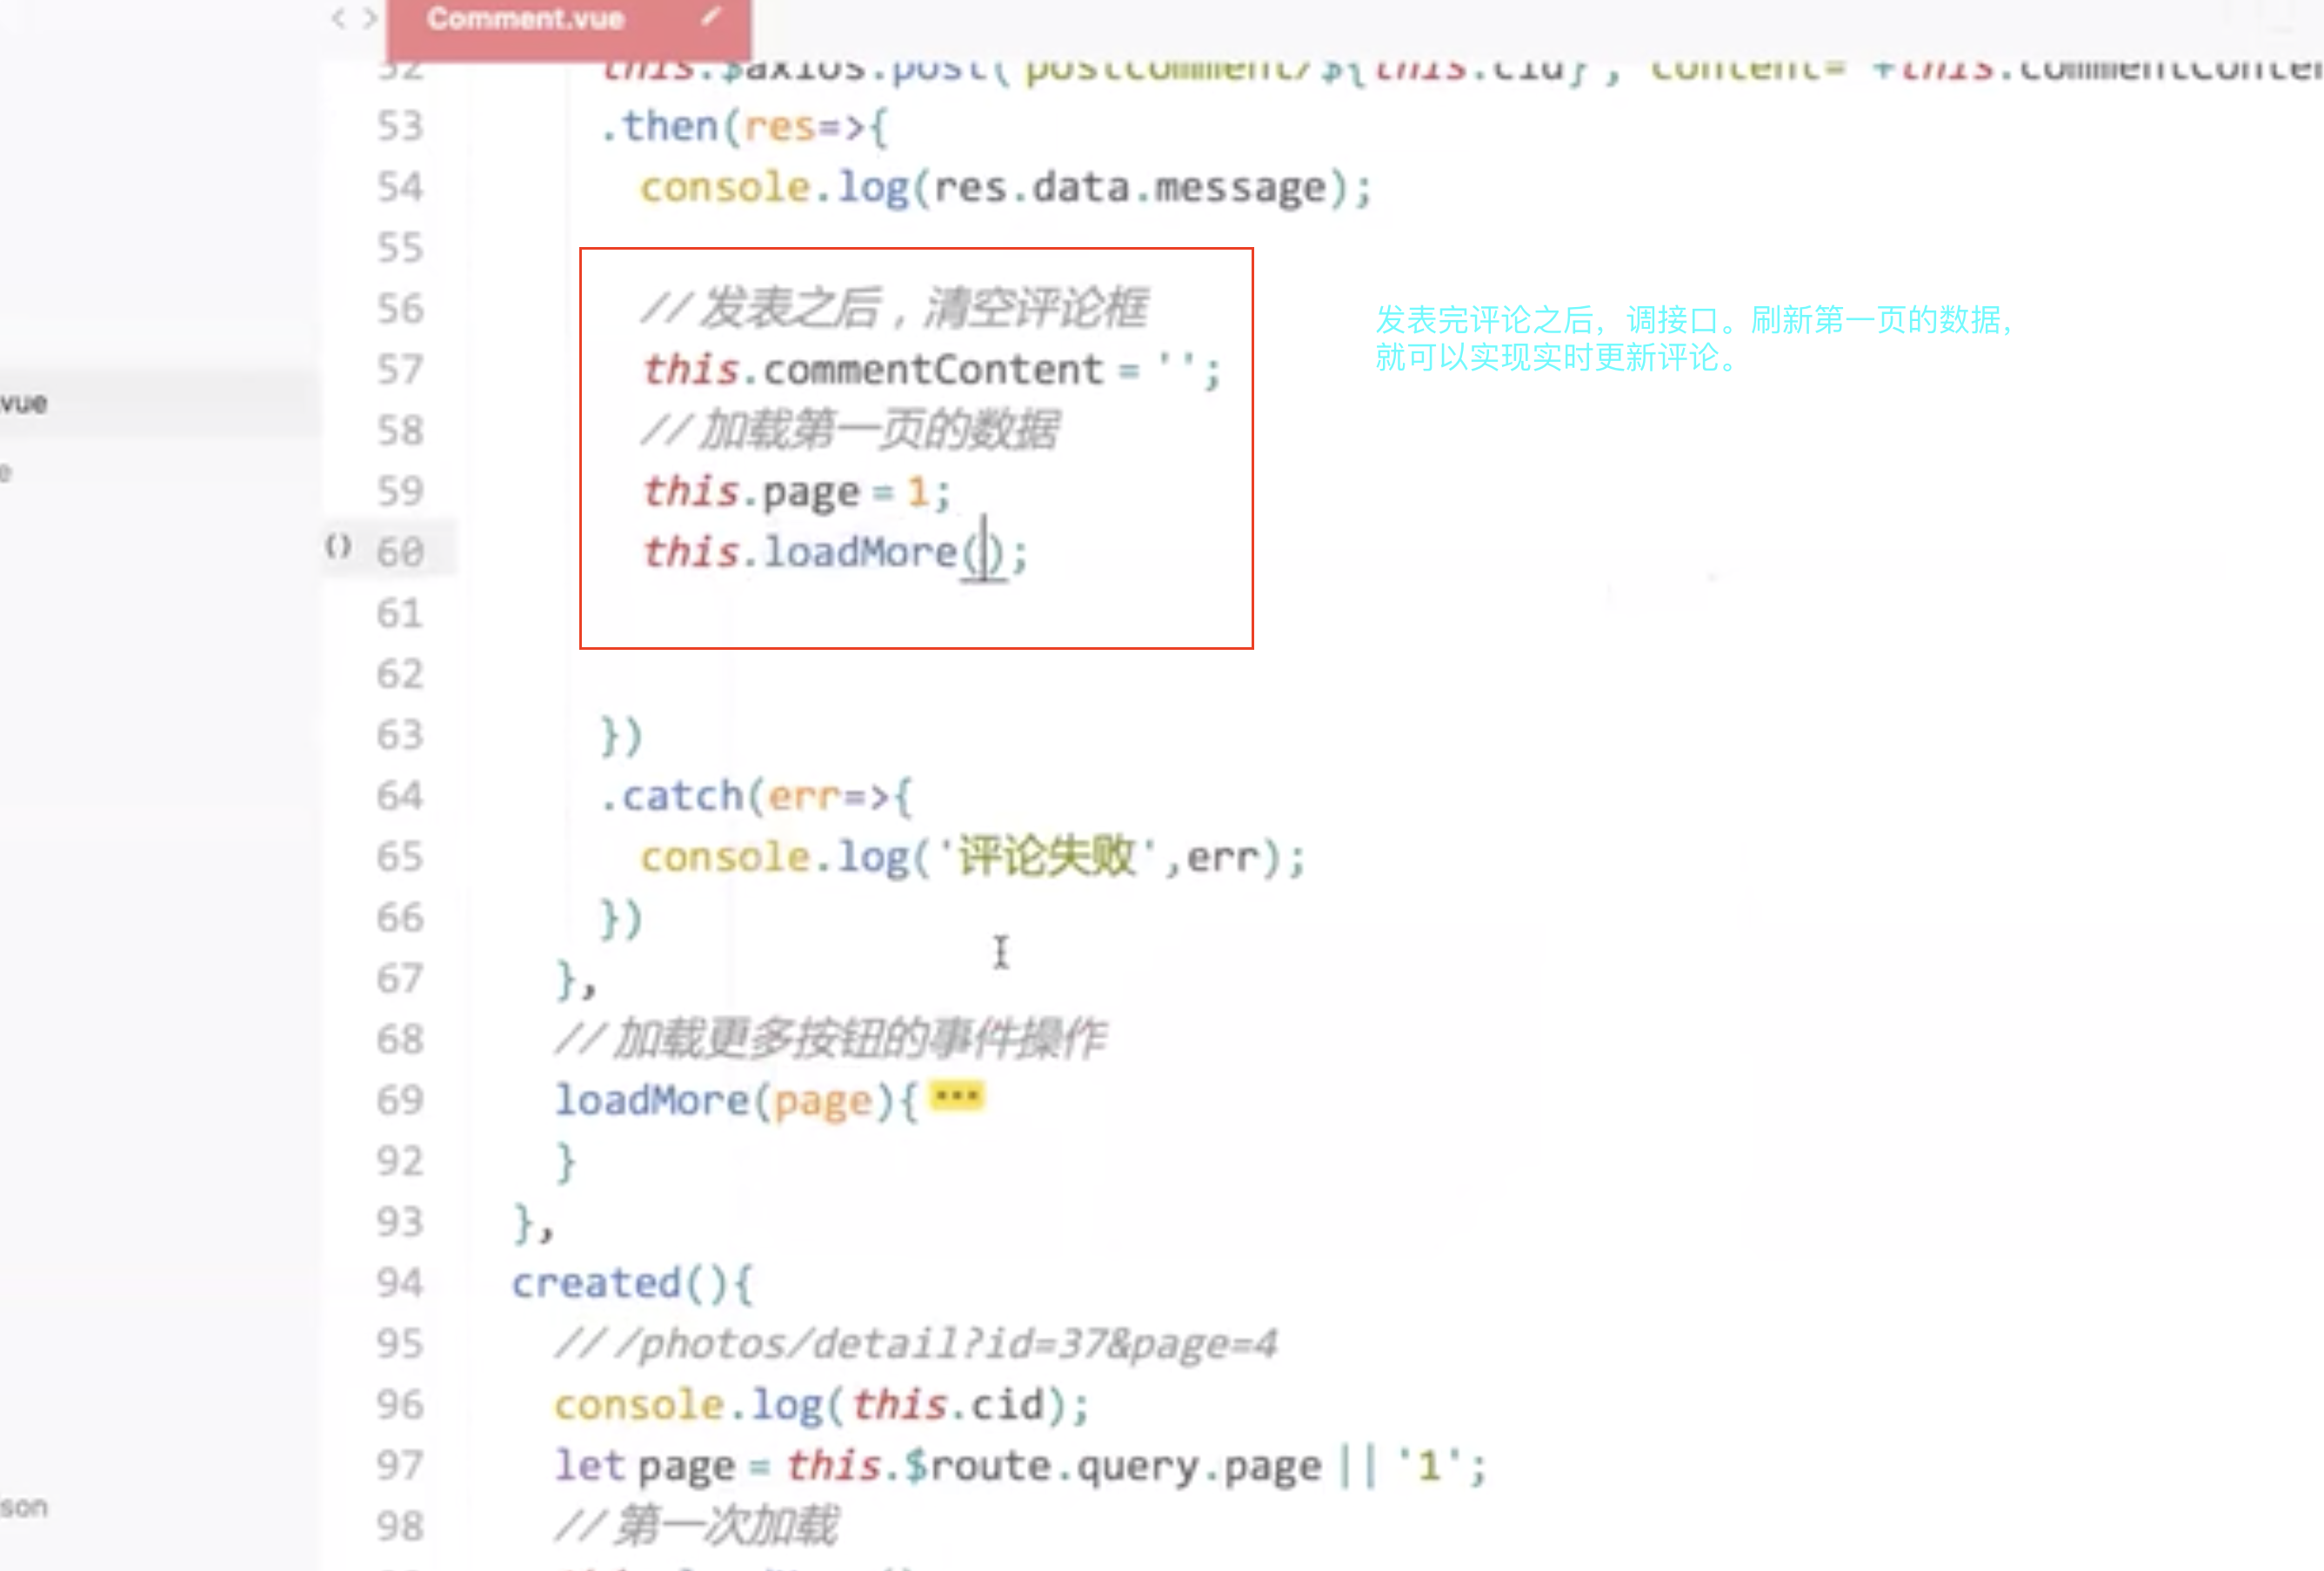 < > Comment.vue
52 this.$axios.post(`postcomment/${this.cid}`,'content='+this.commentConten
53 .then(res=>{
54 console.log(res.data.message);
55
56 //发表之后，清空评论框
发表完评论之后，调接口。刷新第一页的数据，
就可以实现实时更新评论。
57 this.commentContent = '';
vue
58 //加载第一页的数据
e
59 this.page = 1;
() 60 this.loadMore();
61
62
63 })
64 .catch(err=>{
65 console.log('评论失败',err);
66 })
67 },
68 //加载更多按钮的事件操作
69 loadMore(page){ ···
92 }
93 },
94 created(){
95 ///photos/detail?id=37&page=4
96 console.log(this.cid);
97 let page = this.$route.query.page || '1';
son
98 //第一次加载